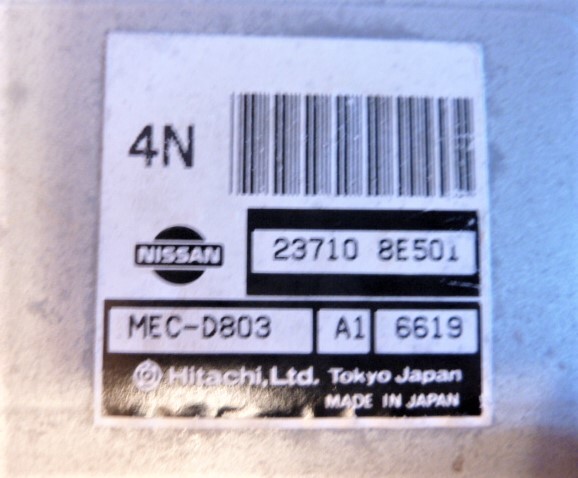 4N
NISSAN 23710 8E501
MEC-D803 A1 6619
Hitachi, Ltd. Tokyo Japan
MADE IN JAPAN